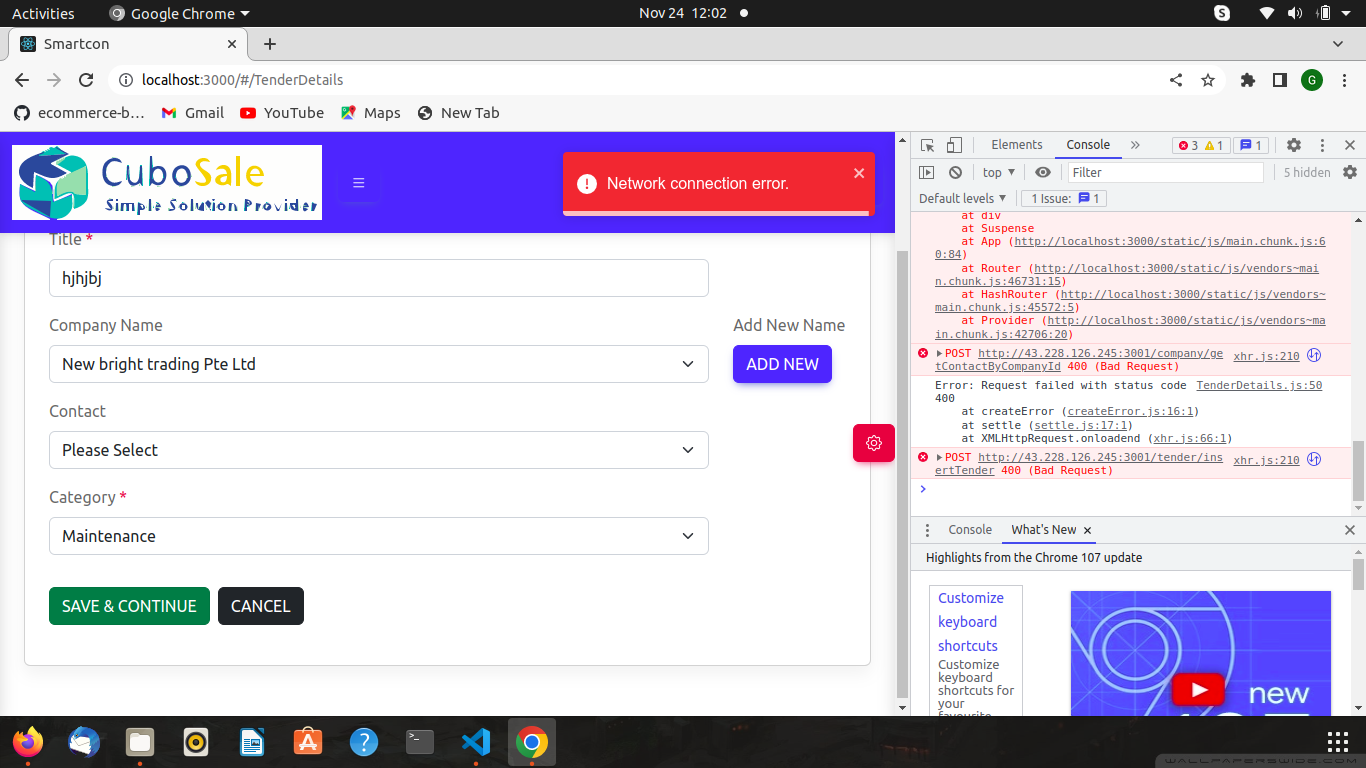 Activities
Google Chrome
Nov 24 12:02
Smartcon
localhost:3000/#/TenderDetails
G
ecommerce-b...
Gmail
YouTube
Maps
New Tab
CuboSale
Simple Solution Provider
Network connection error.
Title *
hjhjbj
Company Name
Add New Name
New bright trading Pte Ltd
ADD NEW
Contact
Please Select
Category *
Maintenance
SAVE & CONTINUE
CANCEL
Elements
Console
3
1
1
top
Filter
5 hidden
Default levels
1 Issue: 1
at div
at Suspense
at App (http://localhost:3000/static/js/main.chunk.js:6
0:84)
at Router (http://localhost:3000/static/js/vendors~mai
n.chunk.js:46731:15)
at HashRouter (http://localhost:3000/static/js/vendors~
main.chunk.js:45572:5)
at Provider (http://localhost:3000/static/js/vendors~ma
in.chunk.js:42706:20)
POST http://43.228.126.245:3001/company/ge xhr.js:210
tContactByCompanyId 400 (Bad Request)
Error: Request failed with status code TenderDetails.js:50
400
at createError (createError.js:16:1)
at settle (settle.js:17:1)
at XMLHttpRequest.onloadend (xhr.js:66:1)
POST http://43.228.126.245:3001/tender/ins xhr.js:210
ertTender 400 (Bad Request)
Console
What's New
Highlights from the Chrome 107 update
Customize
keyboard
shortcuts
Customize
keyboard
shortcuts for
your
favourite
new